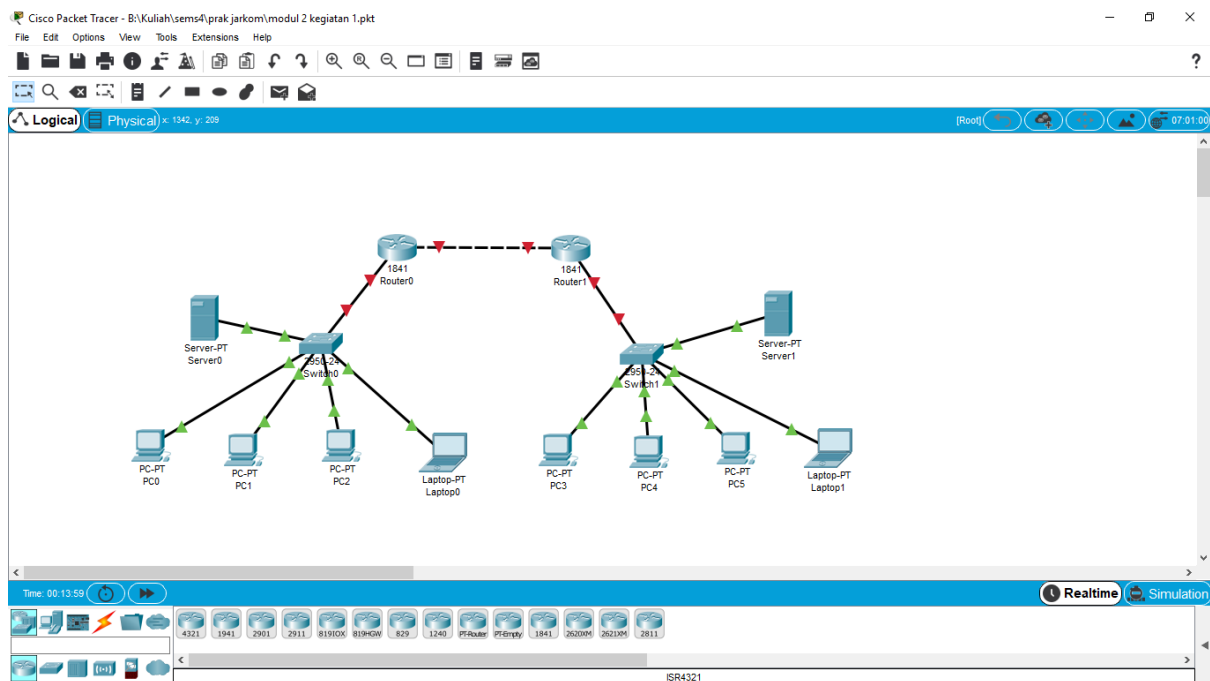 Cisco Packet Tracer - B:\Kuliah\sems4\prak jarkom\modul 2 kegiatan 1.pkt
File Edit Options View Tools Extensions Help
?
Logical Physical x: 1342, y: 209 [Root] 07:01:00
1841
Router0
1841
Router1
Server-PT
Server0
2950-24
Switch0
Server-PT
Server1
2950-24
Switch1
PC-PT
PC0
PC-PT
PC1
PC-PT
PC2
Laptop-PT
Laptop0
PC-PT
PC3
PC-PT
PC4
PC-PT
PC5
Laptop-PT
Laptop1
Time: 00:13:59 Realtime Simulation
4321 1941 2901 2911 819IOX 819HGW 829 1240 PT-Router PT-Empty 1841 2620XM 2621XM 2811
ISR4321